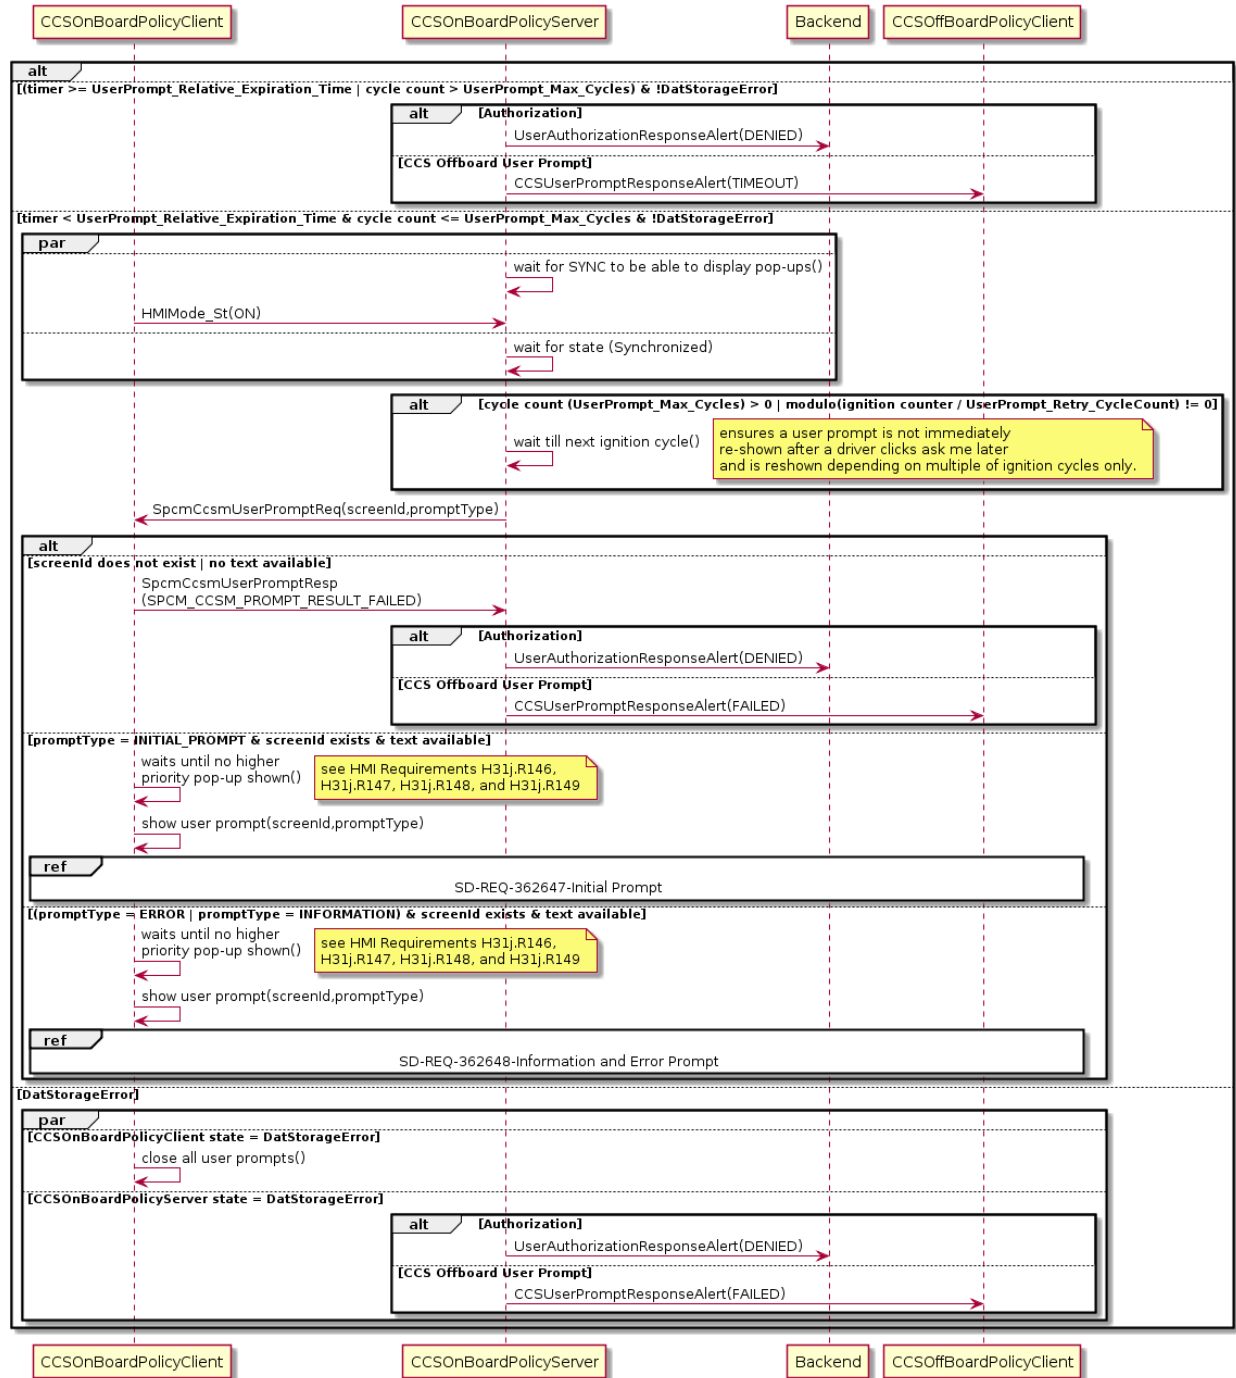 CCSOnBoardPolicyClient
CCSOnBoardPolicyServer
Backend
CCSOffBoardPolicyClient
alt
[(timer >= UserPrompt_Relative_Expiration_Time | cycle count > UserPrompt_Max_Cycles) & !DatStorageError]
alt
[Authorization]
UserAuthorizationResponseAlert(DENIED)
[CCS Offboard User Prompt]
CCSUserPromptResponseAlert(TIMEOUT)
[timer < UserPrompt_Relative_Expiration_Time & cycle count <= UserPrompt_Max_Cycles & !DatStorageError]
par
wait for SYNC to be able to display pop-ups()
HMIMode_St(ON)
wait for state (Synchronized)
alt
[cycle count (UserPrompt_Max_Cycles) > 0 | modulo(ignition counter / UserPrompt_Retry_CycleCount) != 0]
wait till next ignition cycle()
ensures a user prompt is not immediately
re-shown after a driver clicks ask me later
and is reshown depending on multiple of ignition cycles only.
SpcmCcsmUserPromptReq(screenId,promptType)
alt
[screenId does not exist | no text available]
SpcmCcsmUserPromptResp
(SPCM_CCSM_PROMPT_RESULT_FAILED)
alt
[Authorization]
UserAuthorizationResponseAlert(DENIED)
[CCS Offboard User Prompt]
CCSUserPromptResponseAlert(FAILED)
[promptType = INITIAL_PROMPT & screenId exists & text available]
waits until no higher
priority pop-up shown()
see HMI Requirements H31j.R146,
H31j.R147, H31j.R148, and H31j.R149
show user prompt(screenId,promptType)
ref
SD-REQ-362647-Initial Prompt
[(promptType = ERROR | promptType = INFORMATION) & screenId exists & text available]
waits until no higher
priority pop-up shown()
see HMI Requirements H31j.R146,
H31j.R147, H31j.R148, and H31j.R149
show user prompt(screenId,promptType)
ref
SD-REQ-362648-Information and Error Prompt
[DatStorageError]
par
[CCSOnBoardPolicyClient state = DatStorageError]
close all user prompts()
[CCSOnBoardPolicyServer state = DatStorageError]
alt
[Authorization]
UserAuthorizationResponseAlert(DENIED)
[CCS Offboard User Prompt]
CCSUserPromptResponseAlert(FAILED)
CCSOnBoardPolicyClient
CCSOnBoardPolicyServer
Backend
CCSOffBoardPolicyClient